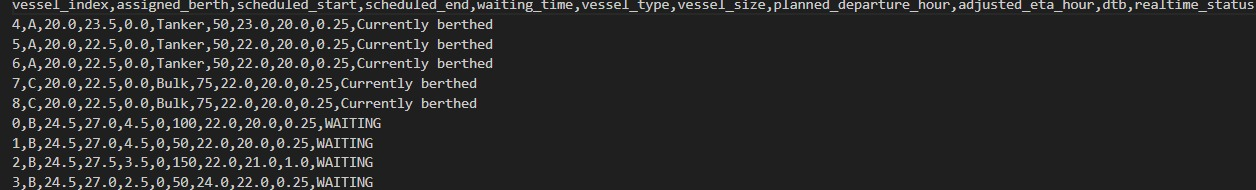 vessel_index,assigned_berth,scheduled_start,scheduled_end,waiting_time,vessel_type,vessel_size,planned_departure_hour,adjusted_eta_hour,dtb,realtime_status
4,A,20.0,23.5,0.0,Tanker,50,23.0,20.0,0.25,Currently berthed
5,A,20.0,22.5,0.0,Tanker,50,22.0,20.0,0.25,Currently berthed
6,A,20.0,22.5,0.0,Tanker,50,22.0,20.0,0.25,Currently berthed
7,C,20.0,22.5,0.0,Bulk,75,22.0,20.0,0.25,Currently berthed
8,C,20.0,22.5,0.0,Bulk,75,22.0,20.0,0.25,Currently berthed
0,B,24.5,27.0,4.5,0,100,22.0,20.0,0.25,WAITING
1,B,24.5,27.0,4.5,0,50,22.0,20.0,0.25,WAITING
2,B,24.5,27.5,3.5,0,150,22.0,21.0,1.0,WAITING
3,B,24.5,27.0,2.5,0,50,24.0,22.0,0.25,WAITING